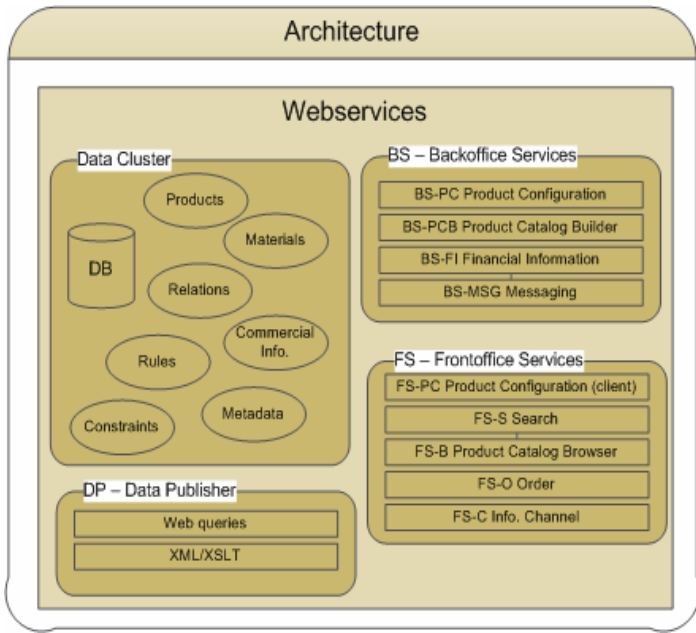 Architecture
Webservices
Data Cluster
Products
Materials
DB
Relations
Commercial
Info.
Rules
Metadata
Constraints
DP – Data Publisher
Web queries
XML/XSLT
BS – Backoffice Services
BS-PC Product Configuration
BS-PCB Product Catalog Builder
BS-FI Financial Information
BS-MSG Messaging
FS – Frontoffice Services
FS-PC Product Configuration (client)
FS-S Search
FS-B Product Catalog Browser
FS-O Order
FS-C Info. Channel